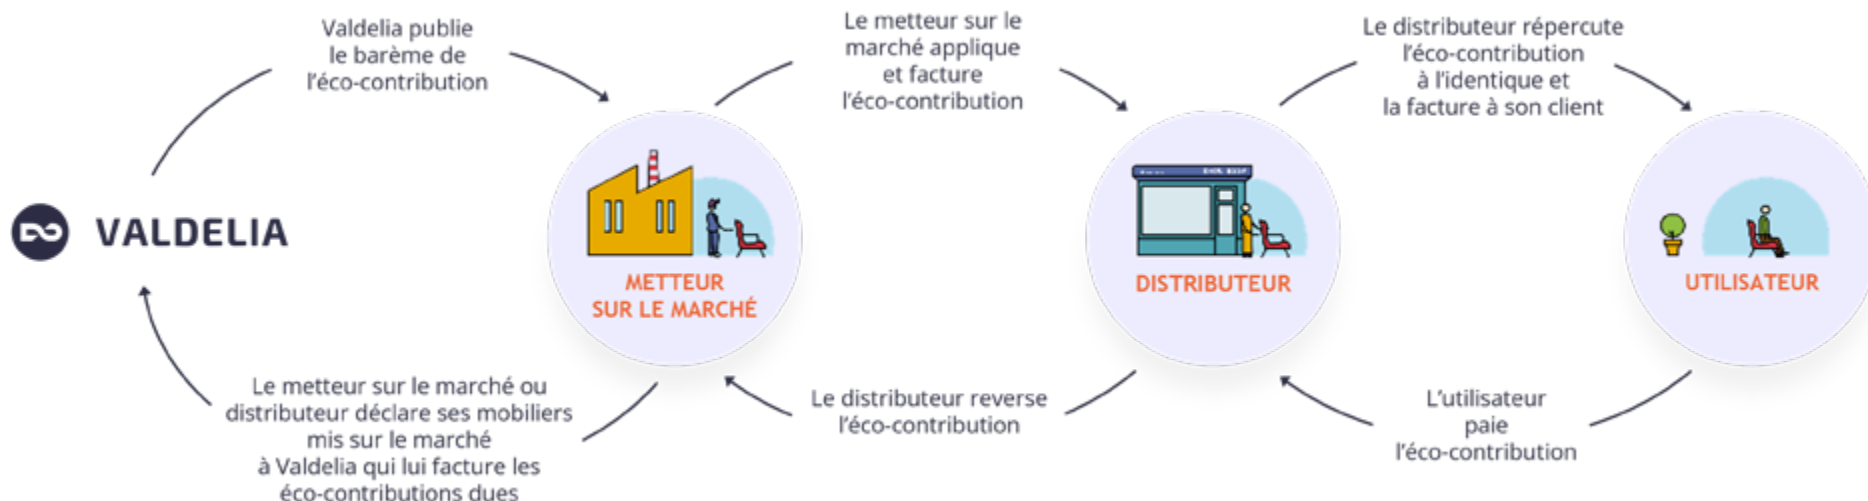 Valdelia publie
le barème de
l'éco-contribution
Le metteur sur le
marché applique
et facture
l'éco-contribution
Le distributeur répercute
l'éco-contribution
à l'identique et
la facture à son client
VALDELIA
METTEUR
SUR LE MARCHÉ
DISTRIBUTEUR
UTILISATEUR
Le metteur sur le marché ou
distributeur déclare ses mobiliers
mis sur le marché
à Valdelia qui lui facture les
éco-contributions dues
Le distributeur reverse
l'éco-contribution
L'utilisateur
paie
l'éco-contribution